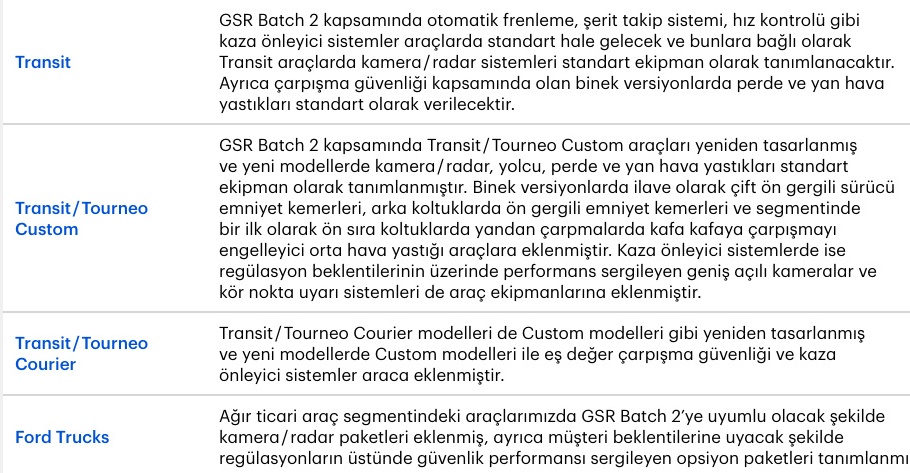 Transit
GSR Batch 2 kapsamında otomatik frenleme, şerit takip sistemi, hız kontrolü gibi
kaza önleyici sistemler araçlarda standart hale gelecek ve bunlara bağlı olarak
Transit araçlarda kamera/radar sistemleri standart ekipman olarak tanımlanacaktır.
Ayrıca çarpışma güvenliği kapsamında olan binek versiyonlarda perde ve yan hava
yastıkları standart olarak verilecektir.
Transit/Tourneo
Custom
GSR Batch 2 kapsamında Transit/Tourneo Custom araçları yeniden tasarlanmış
ve yeni modellerde kamera/radar, yolcu, perde ve yan hava yastıkları standart
ekipman olarak tanımlanmıştır. Binek versiyonlarda ilave olarak çift ön gergili sürücü
emniyet kemerleri, arka koltuklarda ön gergili emniyet kemerleri ve segmentinde
bir ilk olarak ön sıra koltuklarda yandan çarpmalarda kafa kafaya çarpışmayı
engelleyici orta hava yastığı araçlara eklenmiştir. Kaza önleyici sistemlerde ise
regülasyon beklentilerinin üzerinde performans sergileyen geniş açılı kameralar ve
kör nokta uyarı sistemleri de araç ekipmanlarına eklenmiştir.
Transit/Tourneo
Courier
Transit/Tourneo Courier modelleri de Custom modelleri gibi yeniden tasarlanmış
ve yeni modellerde Custom modelleri ile eş değer çarpışma güvenliği ve kaza
önleyici sistemler araca eklenmiştir.
Ford Trucks
Ağır ticari araç segmentindeki araçlarımızda GSR Batch 2'ye uyumlu olacak şekilde
kamera/radar paketleri eklenmiş, ayrıca müşteri beklentilerine uyacak şekilde
regülasyonların üstünde güvenlik performansı sergileyen opsiyon paketleri tanımlanmı